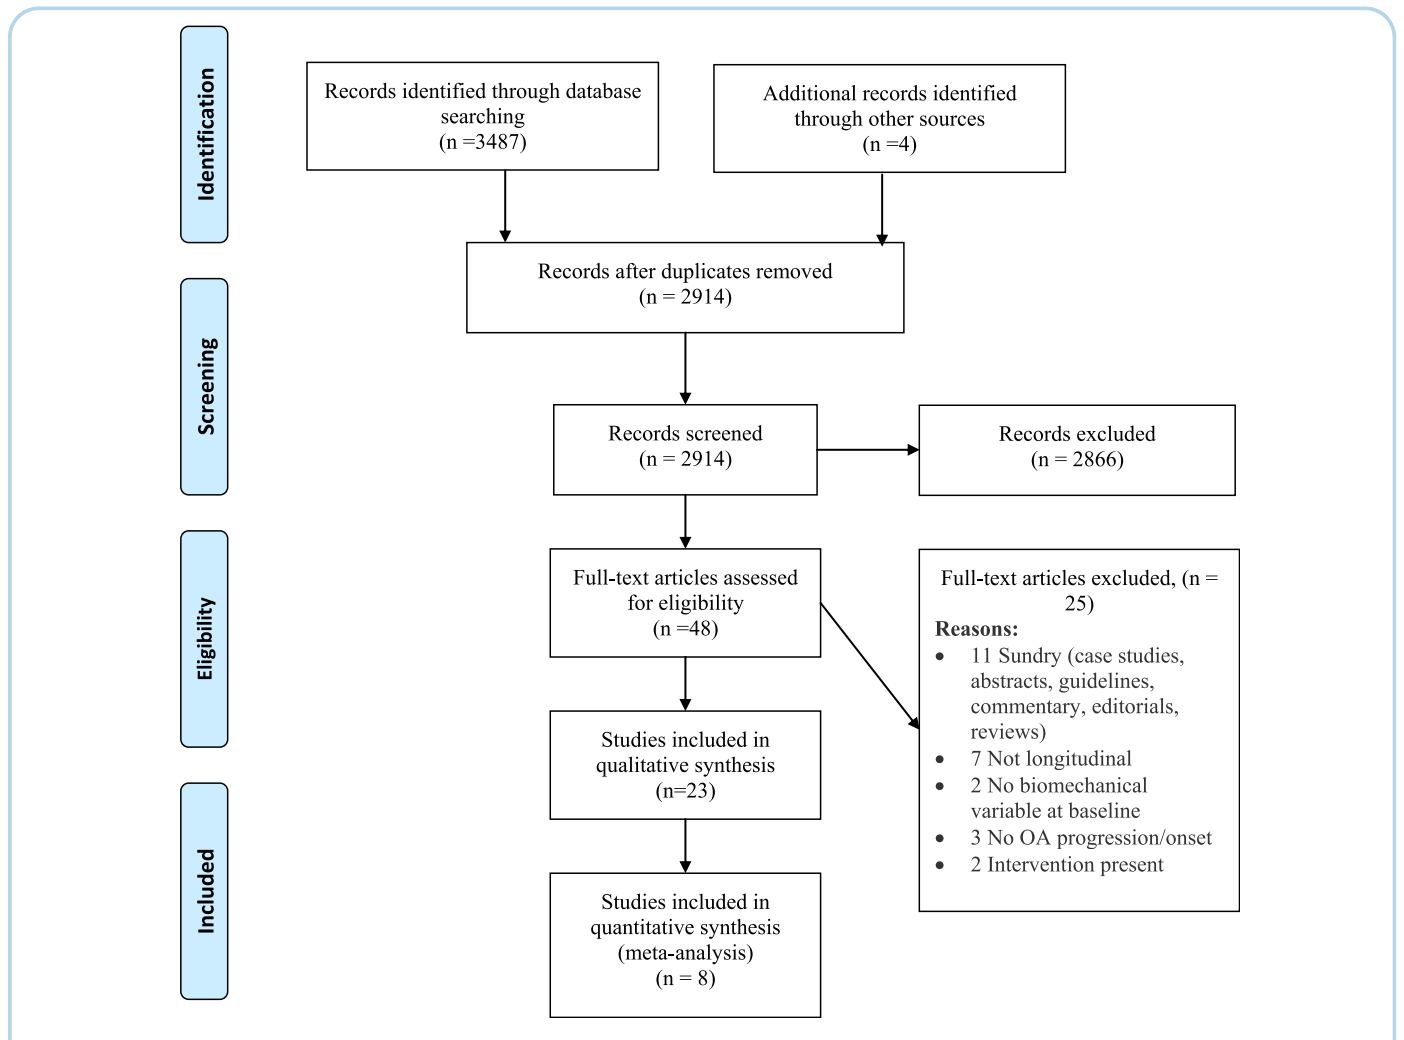 Identification
Records identified through database
searching
(n =3487)
Additional records identified
through other sources
(n =4)
Records after duplicates removed
(n = 2914)
Screening
Records screened
(n = 2914)
Records excluded
(n = 2866)
Eligibility
Full-text articles assessed
for eligibility
(n =48)
Full-text articles excluded, (n =
25)
Reasons:
• 11 Sundry (case studies,
abstracts, guidelines,
commentary, editorials,
reviews)
• 7 Not longitudinal
• 2 No biomechanical
variable at baseline
• 3 No OA progression/onset
• 2 Intervention present
Studies included in
qualitative synthesis
(n=23)
Included
Studies included in
quantitative synthesis
(meta-analysis)
(n = 8)